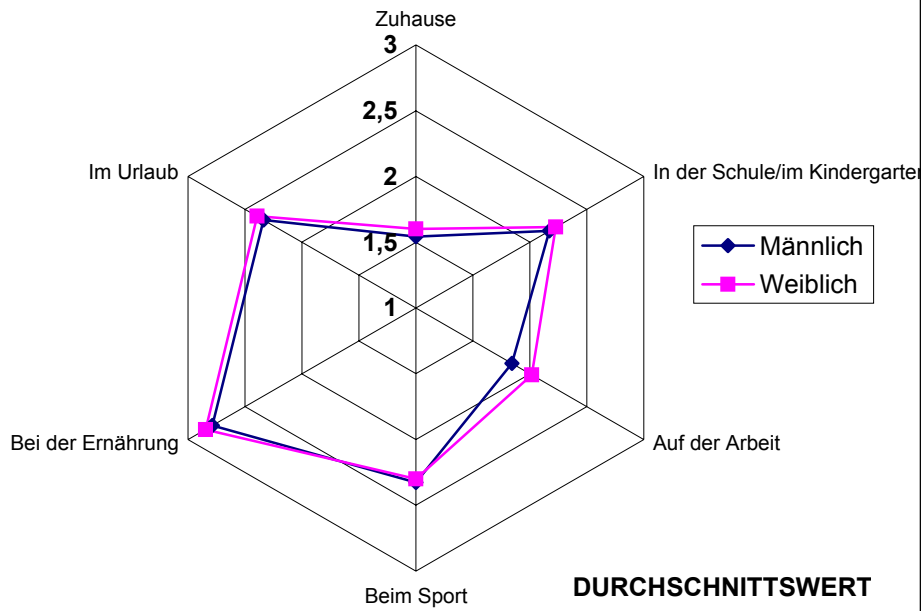 Zuhause
3
2,5
Im Urlaub
2
In der Schule/im Kindergarten
1,5
Männlich
Weiblich
1
Bei der Ernährung
Auf der Arbeit
Beim Sport
DURCHSCHNITTSWERT